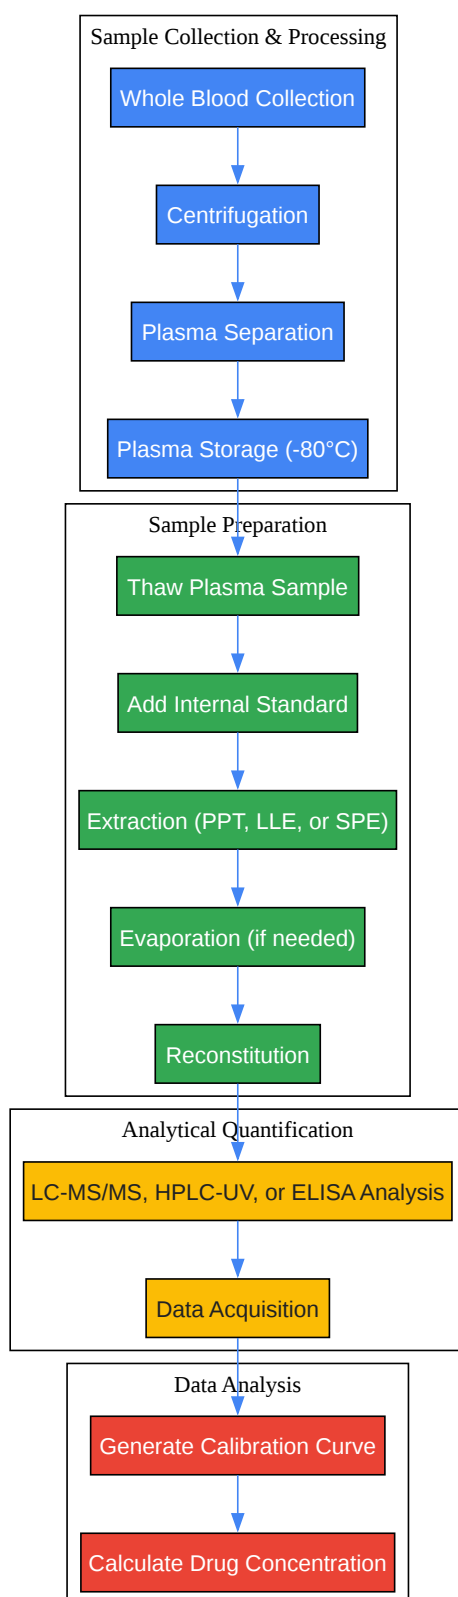 Sample Collection & Processing
Whole Blood Collection
Centrifugation
Plasma Separation
Plasma Storage (-80°C)
Sample Preparation
Thaw Plasma Sample
Add Internal Standard
Extraction (PPT, LLE, or SPE)
Evaporation (if needed)
Reconstitution
Analytical Quantification
LC-MS/MS, HPLC-UV, or ELISA Analysis
Data Acquisition
Data Analysis
Generate Calibration Curve
Calculate Drug Concentration